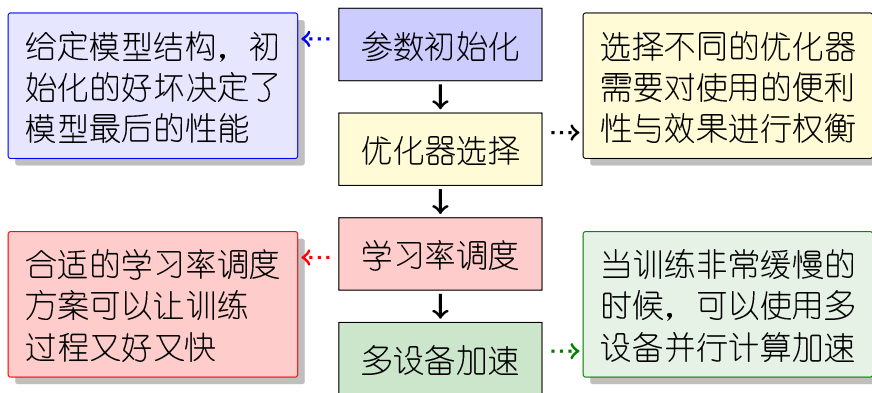 参数初始化
给定模型结构，初
始化的好坏决定了
模型最后的性能
优化器选择
选择不同的优化器
需要对使用的便利
性与效果进行权衡
学习率调度
合适的学习率调度
方案可以让训练
过程又好又快
多设备加速
当训练非常缓慢的
时候，可以使用多
设备并行计算加速